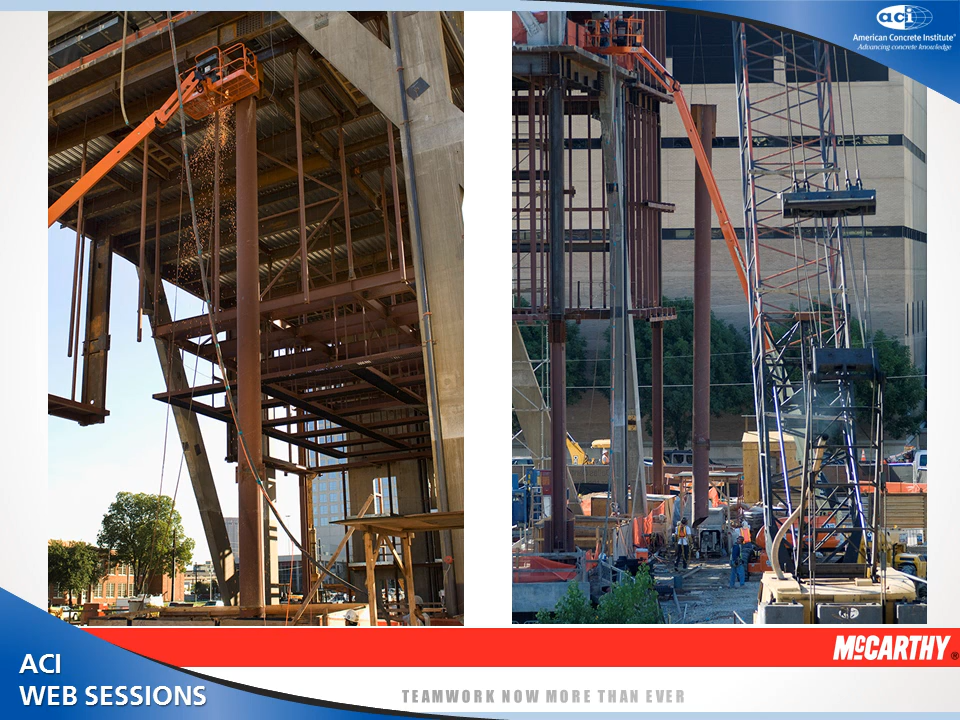 aci
American Concrete Institute®
Advancing concrete knowledge
McCARTHY®
ACI
WEB SESSIONS
TEAMWORK NOW MORE THAN EVER